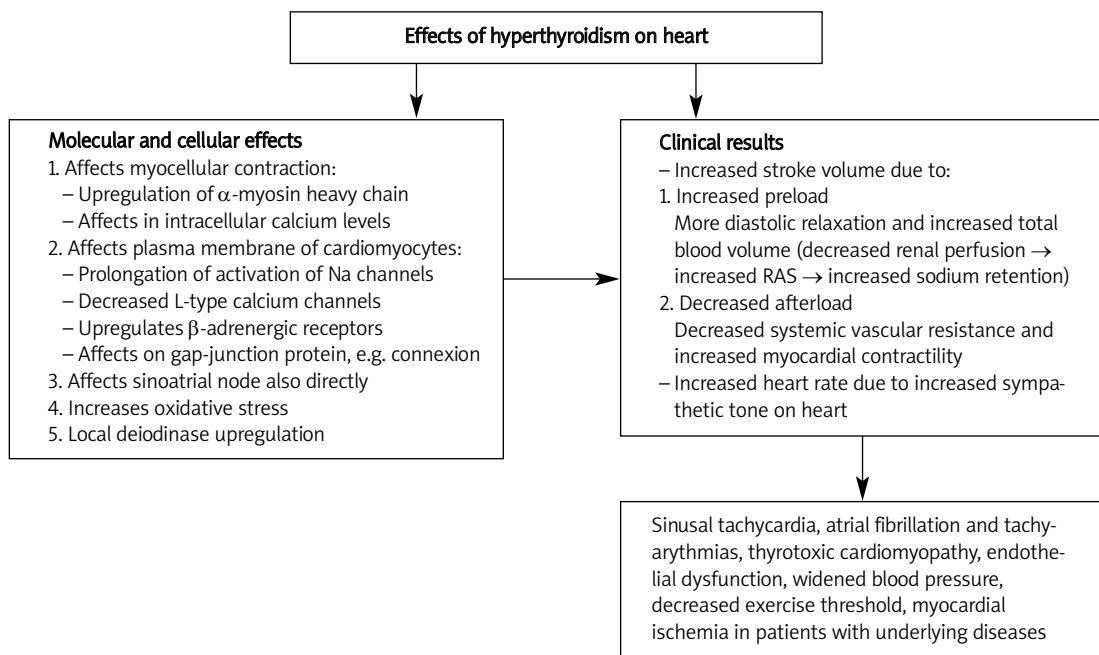 Effects of hyperthyroidism on heart
Molecular and cellular effects
1. Affects myocellular contraction:
– Upregulation of α-myosin heavy chain
– Affects in intracellular calcium levels
2. Affects plasma membrane of cardiomyocytes:
– Prolongation of activation of Na channels
– Decreased L-type calcium channels
– Upregulates β-adrenergic receptors
– Affects on gap-junction protein, e.g. connexion
3. Affects sinoatrial node also directly
4. Increases oxidative stress
5. Local deiodinase upregulation
Clinical results
– Increased stroke volume due to:
1. Increased preload
More diastolic relaxation and increased total
blood volume (decreased renal perfusion →
increased RAS → increased sodium retention)
2. Decreased afterload
Decreased systemic vascular resistance and
increased myocardial contractility
– Increased heart rate due to increased sympa-
thetic tone on heart
Sinusal tachycardia, atrial fibrillation and tachy-
arythmias, thyrotoxic cardiomyopathy, endothe-
lial dysfunction, widened blood pressure,
decreased exercise threshold, myocardial
ischemia in patients with underlying diseases